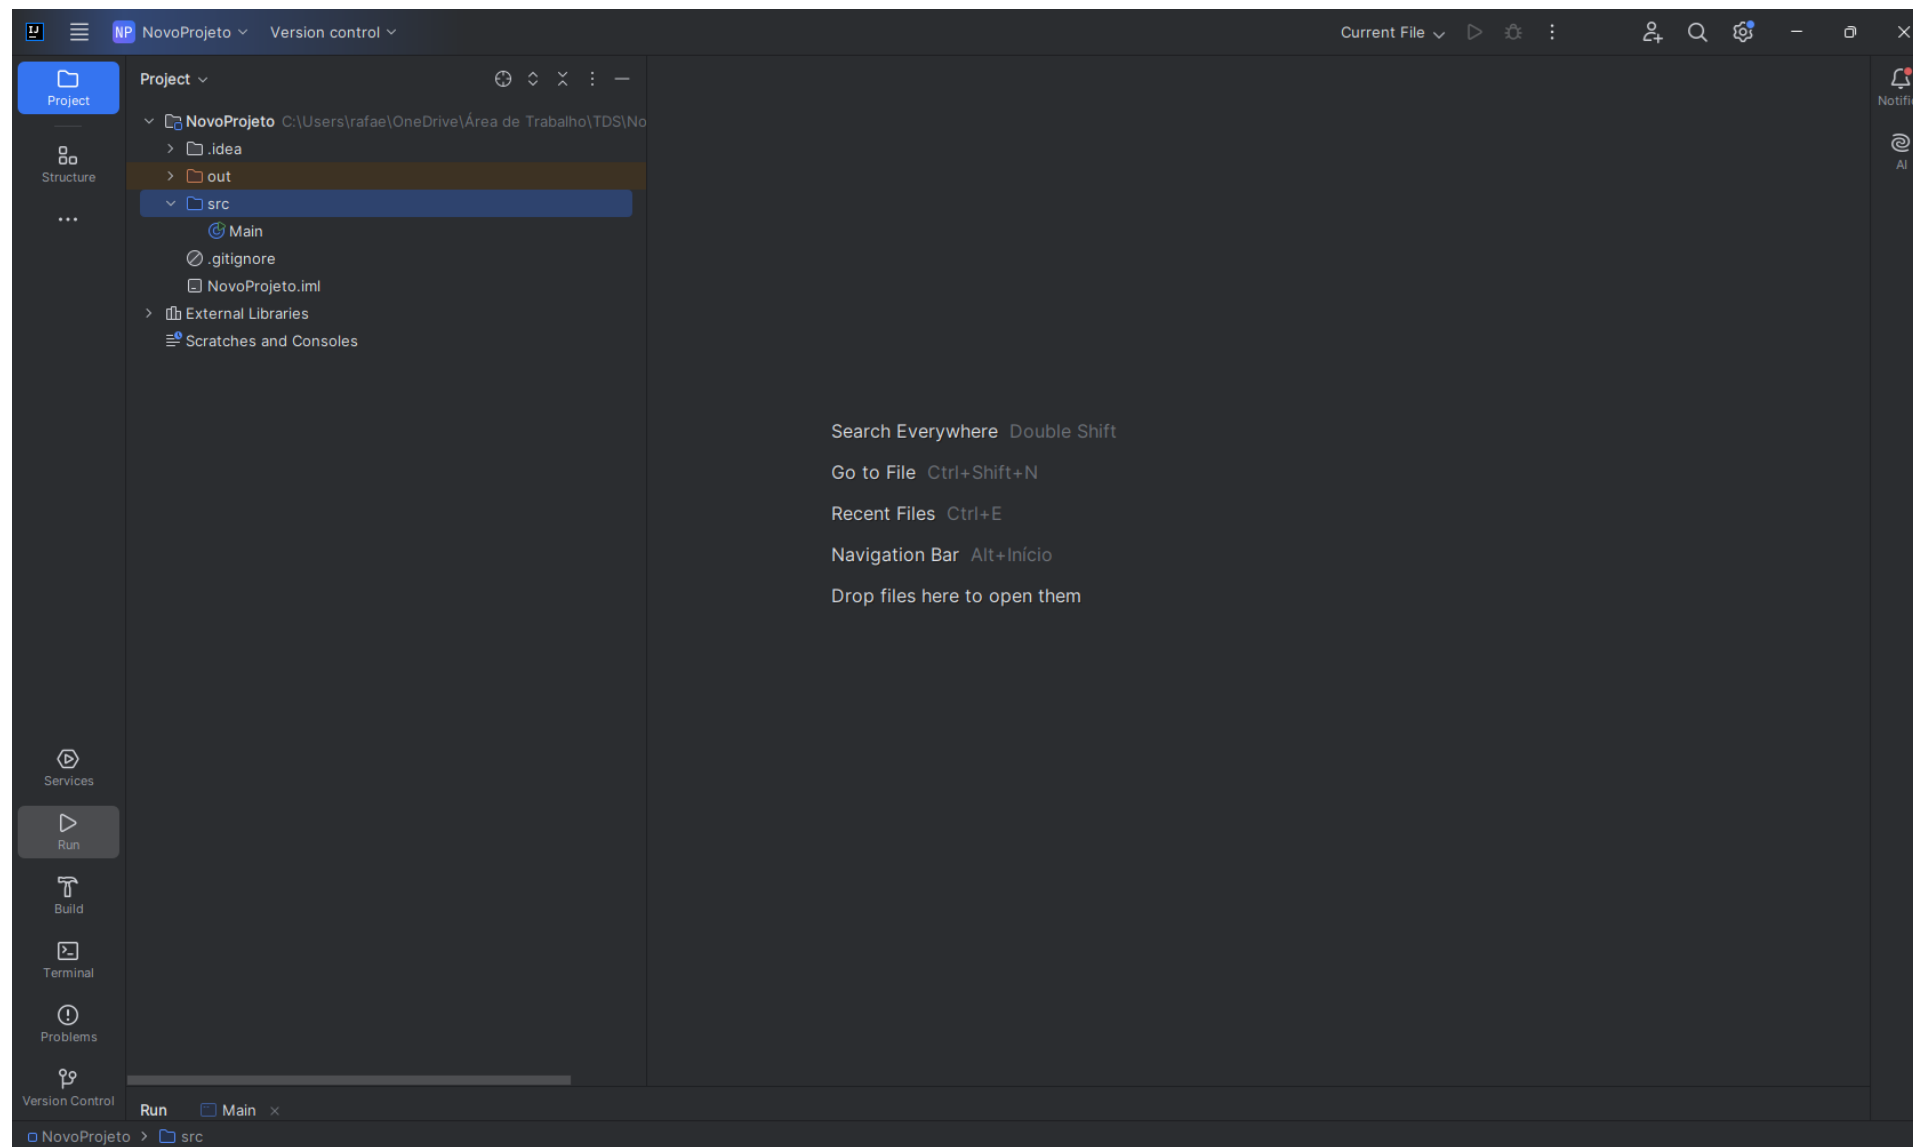 IJ NP NovoProjeto Version control Current File
Project
Structure
Services
Run
Build
Terminal
Problems
Version Control
Project
NovoProjeto C:\Users\rafae\OneDrive\Área de Trabalho\TDS\No
.idea
out
src
Main
.gitignore
NovoProjeto.iml
External Libraries
Scratches and Consoles
Search Everywhere Double Shift
Go to File Ctrl+Shift+N
Recent Files Ctrl+E
Navigation Bar Alt+Início
Drop files here to open them
Notifi
AI
Run Main
NovoProjeto > src